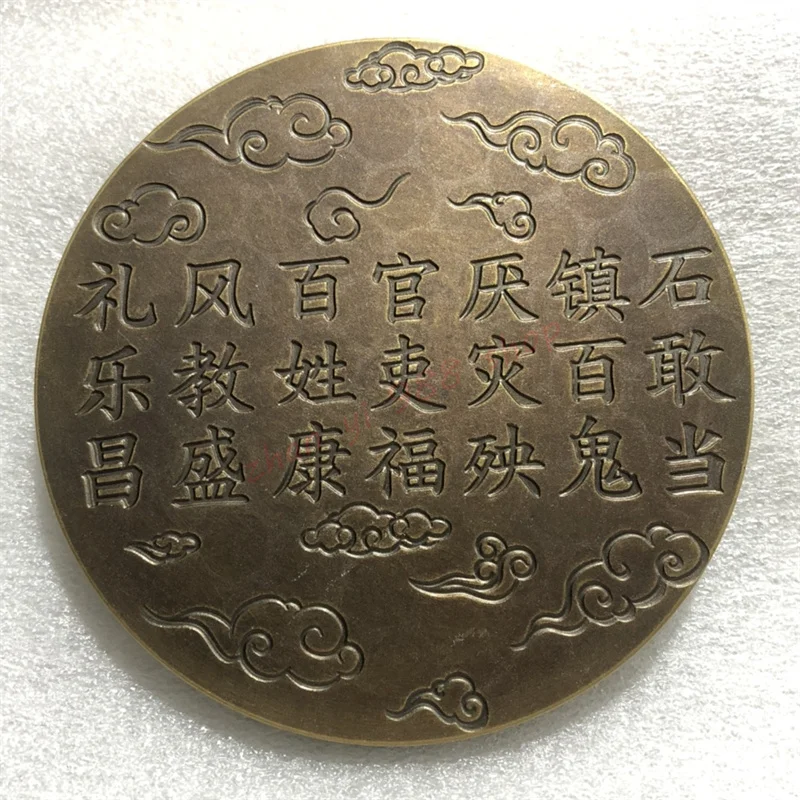 石敢当
镇百鬼
厌灾殃
官吏福
百姓康
风教盛
礼乐昌